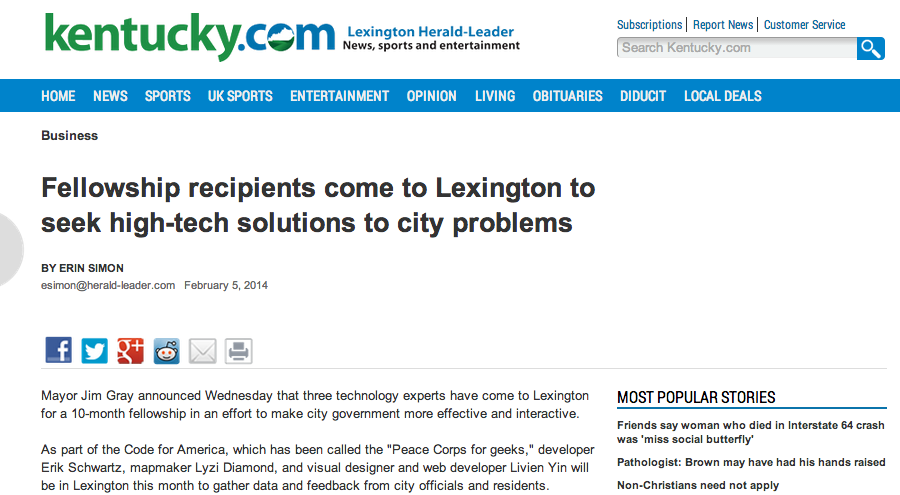 kentucky.com
Lexington Herald-Leader
News, sports and entertainment
Subscriptions | Report News | Customer Service
Search Kentucky.com
HOME NEWS SPORTS UK SPORTS ENTERTAINMENT OPINION LIVING OBITUARIES DIDUCIT LOCAL DEALS
Business
Fellowship recipients come to Lexington to
seek high-tech solutions to city problems
BY ERIN SIMON
esimon@herald-leader.com February 5, 2014
Mayor Jim Gray announced Wednesday that three technology experts have come to Lexington
for a 10-month fellowship in an effort to make city government more effective and interactive.
As part of the Code for America, which has been called the "Peace Corps for geeks," developer
Erik Schwartz, mapmaker Lyzi Diamond, and visual designer and web developer Livien Yin will
be in Lexington this month to gather data and feedback from city officials and residents.
MOST POPULAR STORIES
Friends say woman who died in Interstate 64 crash
was 'miss social butterfly'
Pathologist: Brown may have had his hands raised
Non-Christians need not apply